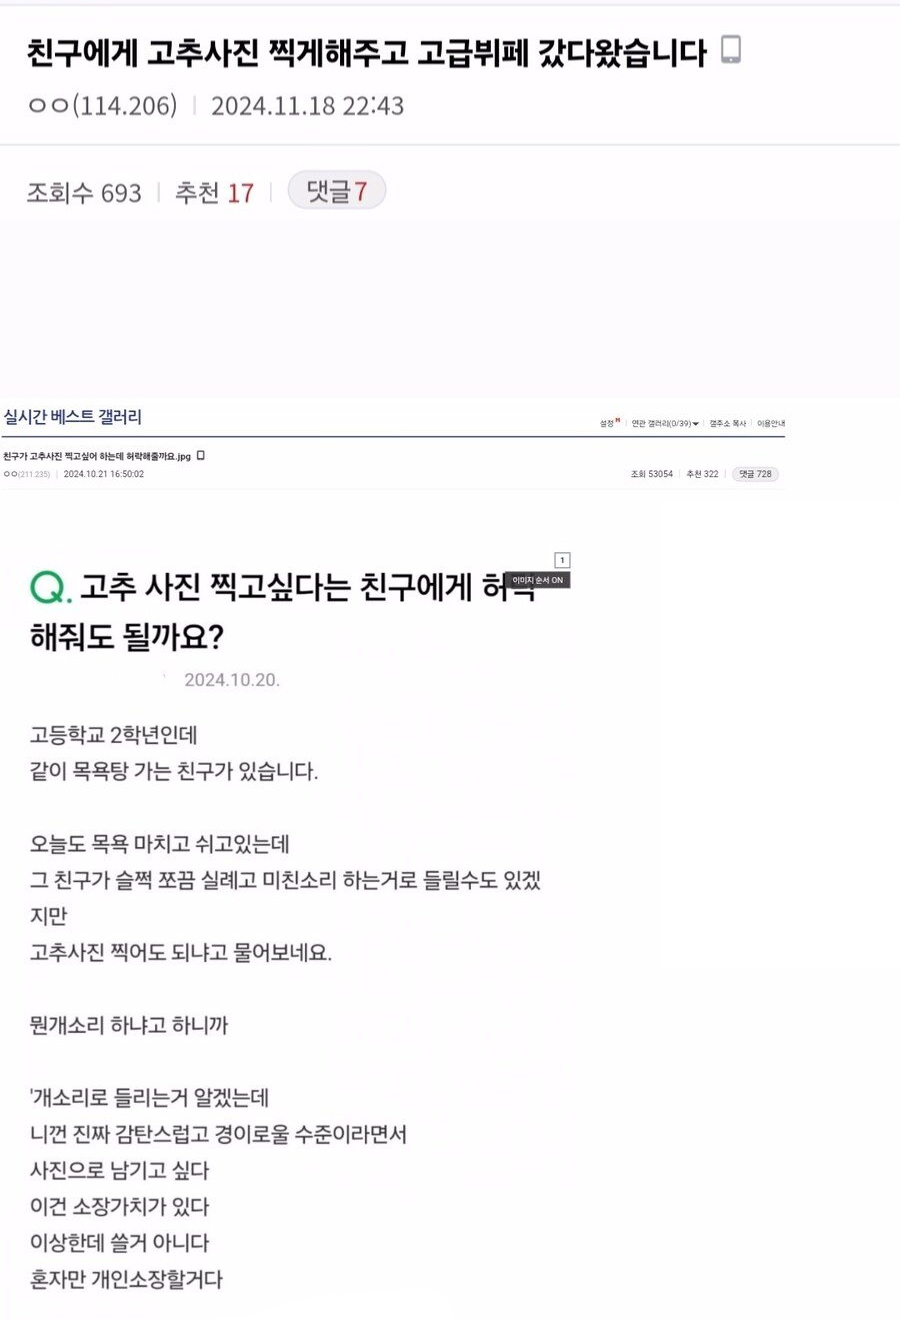 친구에게 고추사진 찍게해주고 고급뷔페 갔다왔습니다
ㅇㅇ(114.206) | 2024.11.18 22:43
조회수 693 | 추천 17 | 댓글 7
실시간 베스트 갤러리
설정 | 연관 갤러리(0/39) | 갤주소 복사 | 이용안내
친구가 고추사진 찍고싶어 하는데 허락해줄까요.jpg
ㅇㅇ(211.235) | 2024.10.21 16:50:02
조회 53054 | 추천 322 | 댓글 728
1
이미지 순서 ON
Q. 고추 사진 찍고싶다는 친구에게 허락
해줘도 될까요?
2024.10.20.
고등학교 2학년인데
같이 목욕탕 가는 친구가 있습니다.
오늘도 목욕 마치고 쉬고있는데
그 친구가 슬쩍 쪼끔 실례고 미친소리 하는거로 들릴수도 있겠
지만
고추사진 찍어도 되냐고 물어보네요.
뭔개소리 하냐고 하니까
'개소리로 들리는거 알겠는데
니껀 진짜 감탄스럽고 경이로울 수준이라면서
사진으로 남기고 싶다
이건 소장가치가 있다
이상한데 쓸거 아니다
혼자만 개인소장할거다